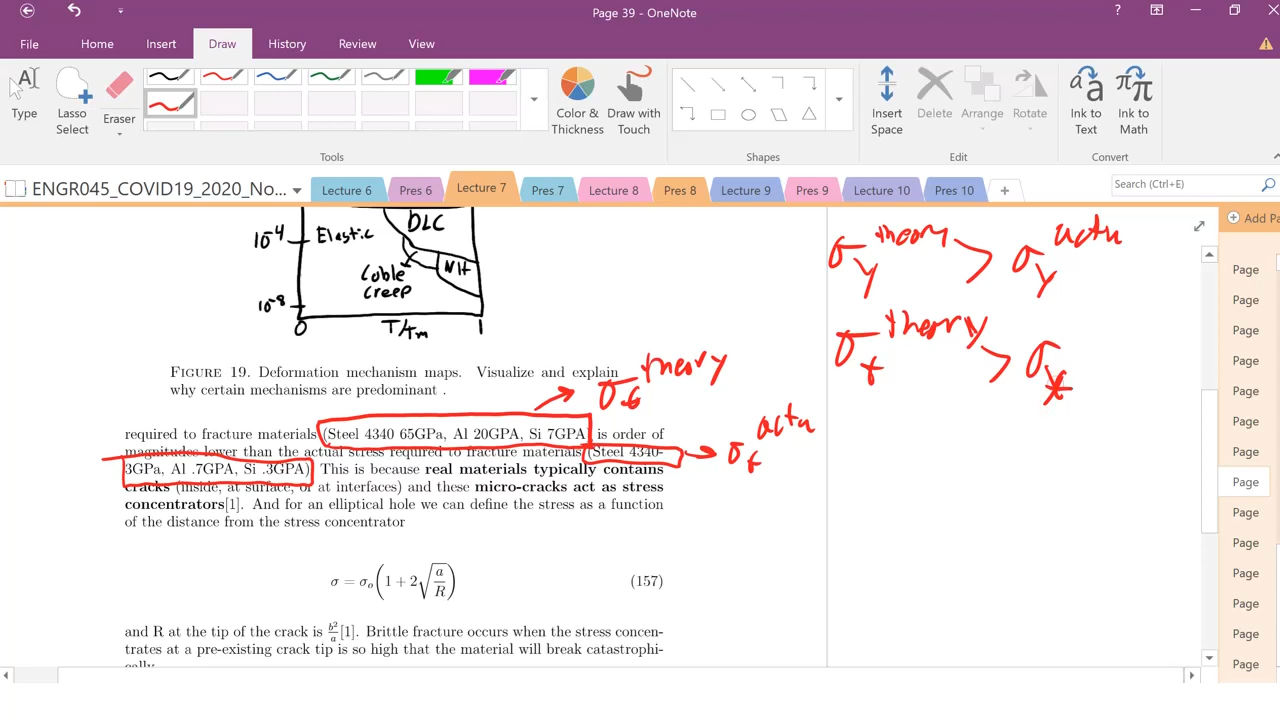 Page 39 - OneNote
?
File Home Insert Draw History Review View
Type
Lasso Select
Eraser
Color & Thickness
Draw with Touch
Insert Space
Delete
Arrange
Rotate
Ink to Text
Ink to Math
Tools
Shapes
Edit
Convert
ENGR045_COVID19_2020_No...
Lecture 6 Pres 6 Lecture 7 Pres 7 Lecture 8 Pres 8 Lecture 9 Pres 9 Lecture 10 Pres 10 +
Search (Ctrl+E)
Add Pa
Page
Page
Page
Page
Page
Page
Page
Page
Page
Page
Page
Page
Page
Page
DLC
10⁻⁴ Elastic
Coble creep
NH
10⁻⁸
0 T/Tm 1
FIGURE 19. Deformation mechanism maps. Visualize and explain
why certain mechanisms are predominant .
σf theory
required to fracture materials (Steel 4340 65GPa, Al 20GPA, Si 7GPA) is order of
magnitudes lower than the actual stress required to fracture materials (Steel 4340-
3GPa, Al .7GPA, Si .3GPA) This is because real materials typically contains
cracks (inside, at surface, or at interfaces) and these micro-cracks act as stress
concentrators[1]. And for an elliptical hole we can define the stress as a function
of the distance from the stress concentrator
σf actu
σ = σo(1 + 2√(a/R)) (157)
and R at the tip of the crack is b²/a [1]. Brittle fracture occurs when the stress concen-
trates at a pre-existing crack tip is so high that the material will break catastrophi-
cally
σy theory > σy actu
σf theory > σ